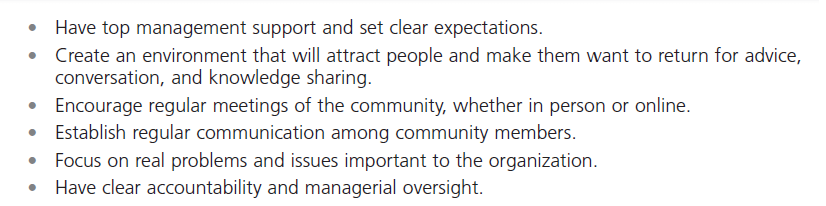 • Have top management support and set clear expectations.
• Create an environment that will attract people and make them want to return for advice,
conversation, and knowledge sharing.
• Encourage regular meetings of the community, whether in person or online.
• Establish regular communication among community members.
• Focus on real problems and issues important to the organization.
• Have clear accountability and managerial oversight.